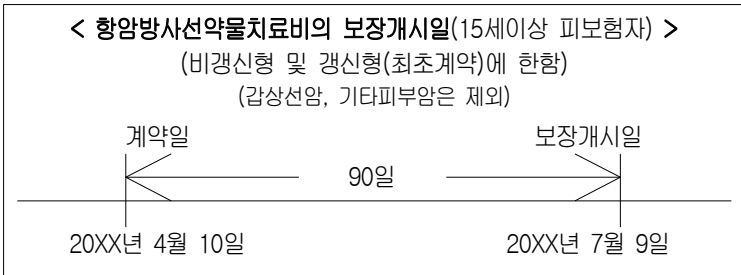 < 항암방사선약물치료비의 보장개시일(15세이상 피보험자) >
(비갱신형 및 갱신형(최초계약)에 한함)
(갑상선암, 기타피부암은 제외)
계약일 보장개시일
90일
20XX년 4월 10일 20XX년 7월 9일